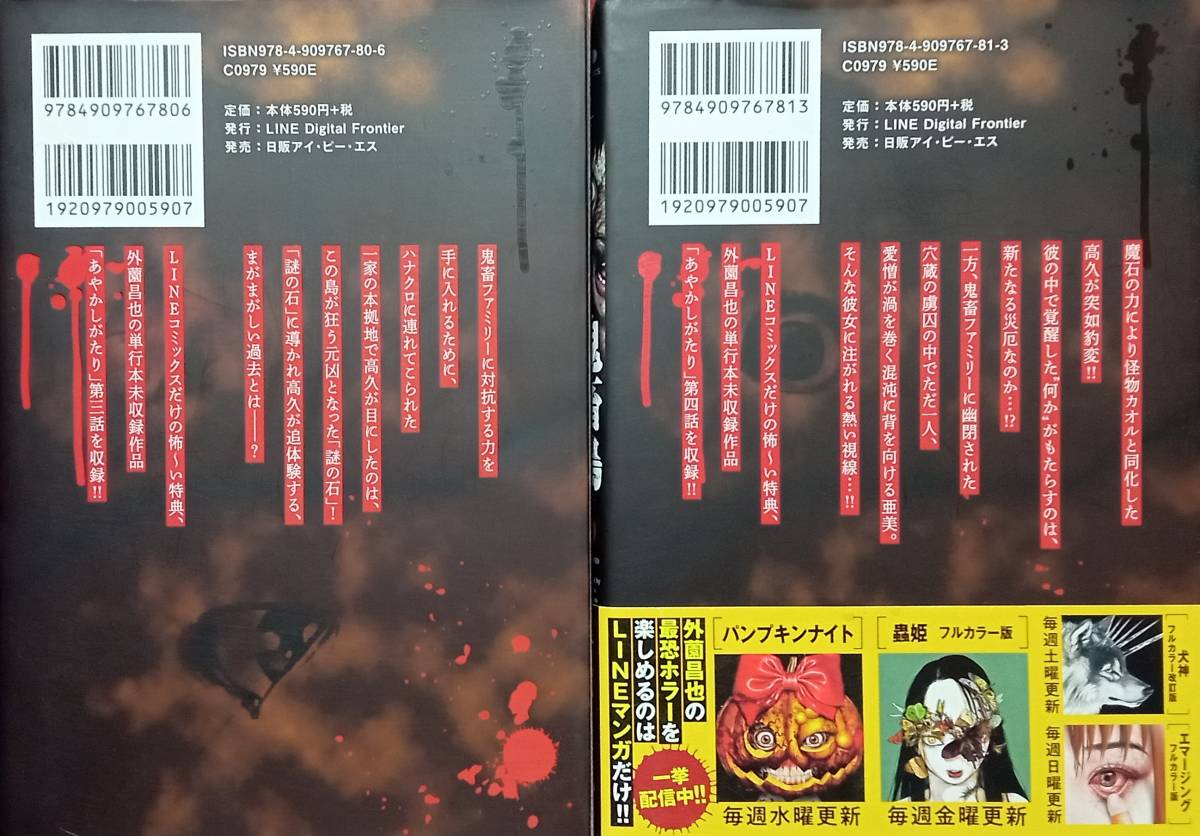 9784909767806
1920979005907
ISBN978-4-909767-80-6
C0979 ¥590E
定価：本体590円+税
発行：LINE Digital Frontier
発売：日販アイ・ピー・エス
鬼畜ファミリーに対抗する力を
手に入れるために、
ハナクロに連れてこられた
一家の本拠地で高久が目にしたのは、
この島が狂う元凶となった「謎の石」！
「謎の石」に導かれ高久が追体験する、
まがまがしい過去とは――？
LINEコミックスだけの怖〜い特典、
外薗昌也の単行本未収録作品
「あやかしがたり」第三話を収録!!
9784909767813
1920979005907
ISBN978-4-909767-81-3
C0979 ¥590E
定価：本体590円+税
発行：LINE Digital Frontier
発売：日販アイ・ピー・エス
魔石の力により怪物カオルと同化した
高久が突如豹変!!
彼の中で覚醒した"何か"がもたらすのは、
新たなる災厄なのか…!?
一方、鬼畜ファミリーに幽閉された
穴蔵の虜囚の中でただ一人、
愛憎が渦を巻く混沌に背を向ける亜美。
そんな彼女に注がれる熱い視線…!!
LINEコミックスだけの怖〜い特典、
外薗昌也の単行本未収録作品
「あやかしがたり」第四話を収録!!
外薗昌也の
最恐ホラーを
楽しめるのは
LINEマンガだけ!!
一挙
配信中!!
パンプキンナイト
毎週水曜更新
蟲姫 フルカラー版
毎週金曜更新
犬神
フルカラー改訂版
毎週土曜更新
エマージング
フルカラー版
毎週日曜更新